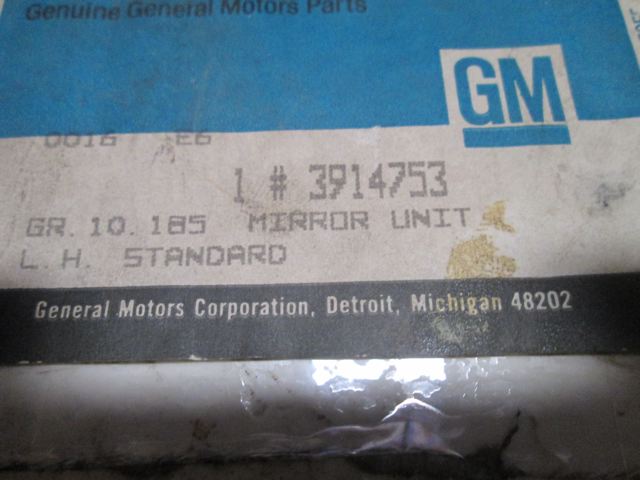 Genuine General Motors Parts
GM
0016 E6
1 # 3914753
GR. 10.185 MIRROR UNIT
L.H. STANDARD
General Motors Corporation, Detroit, Michigan 48202